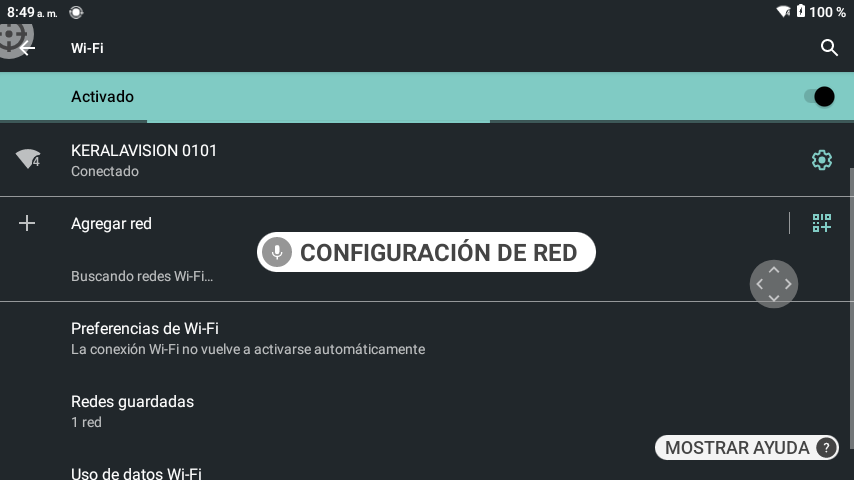 8:49 a. m.
100 %
Wi-Fi
Activado
KERALAVISION 0101
Conectado
4
Agregar red
CONFIGURACIÓN DE RED
Buscando redes Wi-Fi…
Preferencias de Wi-Fi
La conexión Wi-Fi no vuelve a activarse automáticamente
Redes guardadas
1 red
MOSTRAR AYUDA ?
Uso de datos Wi-Fi